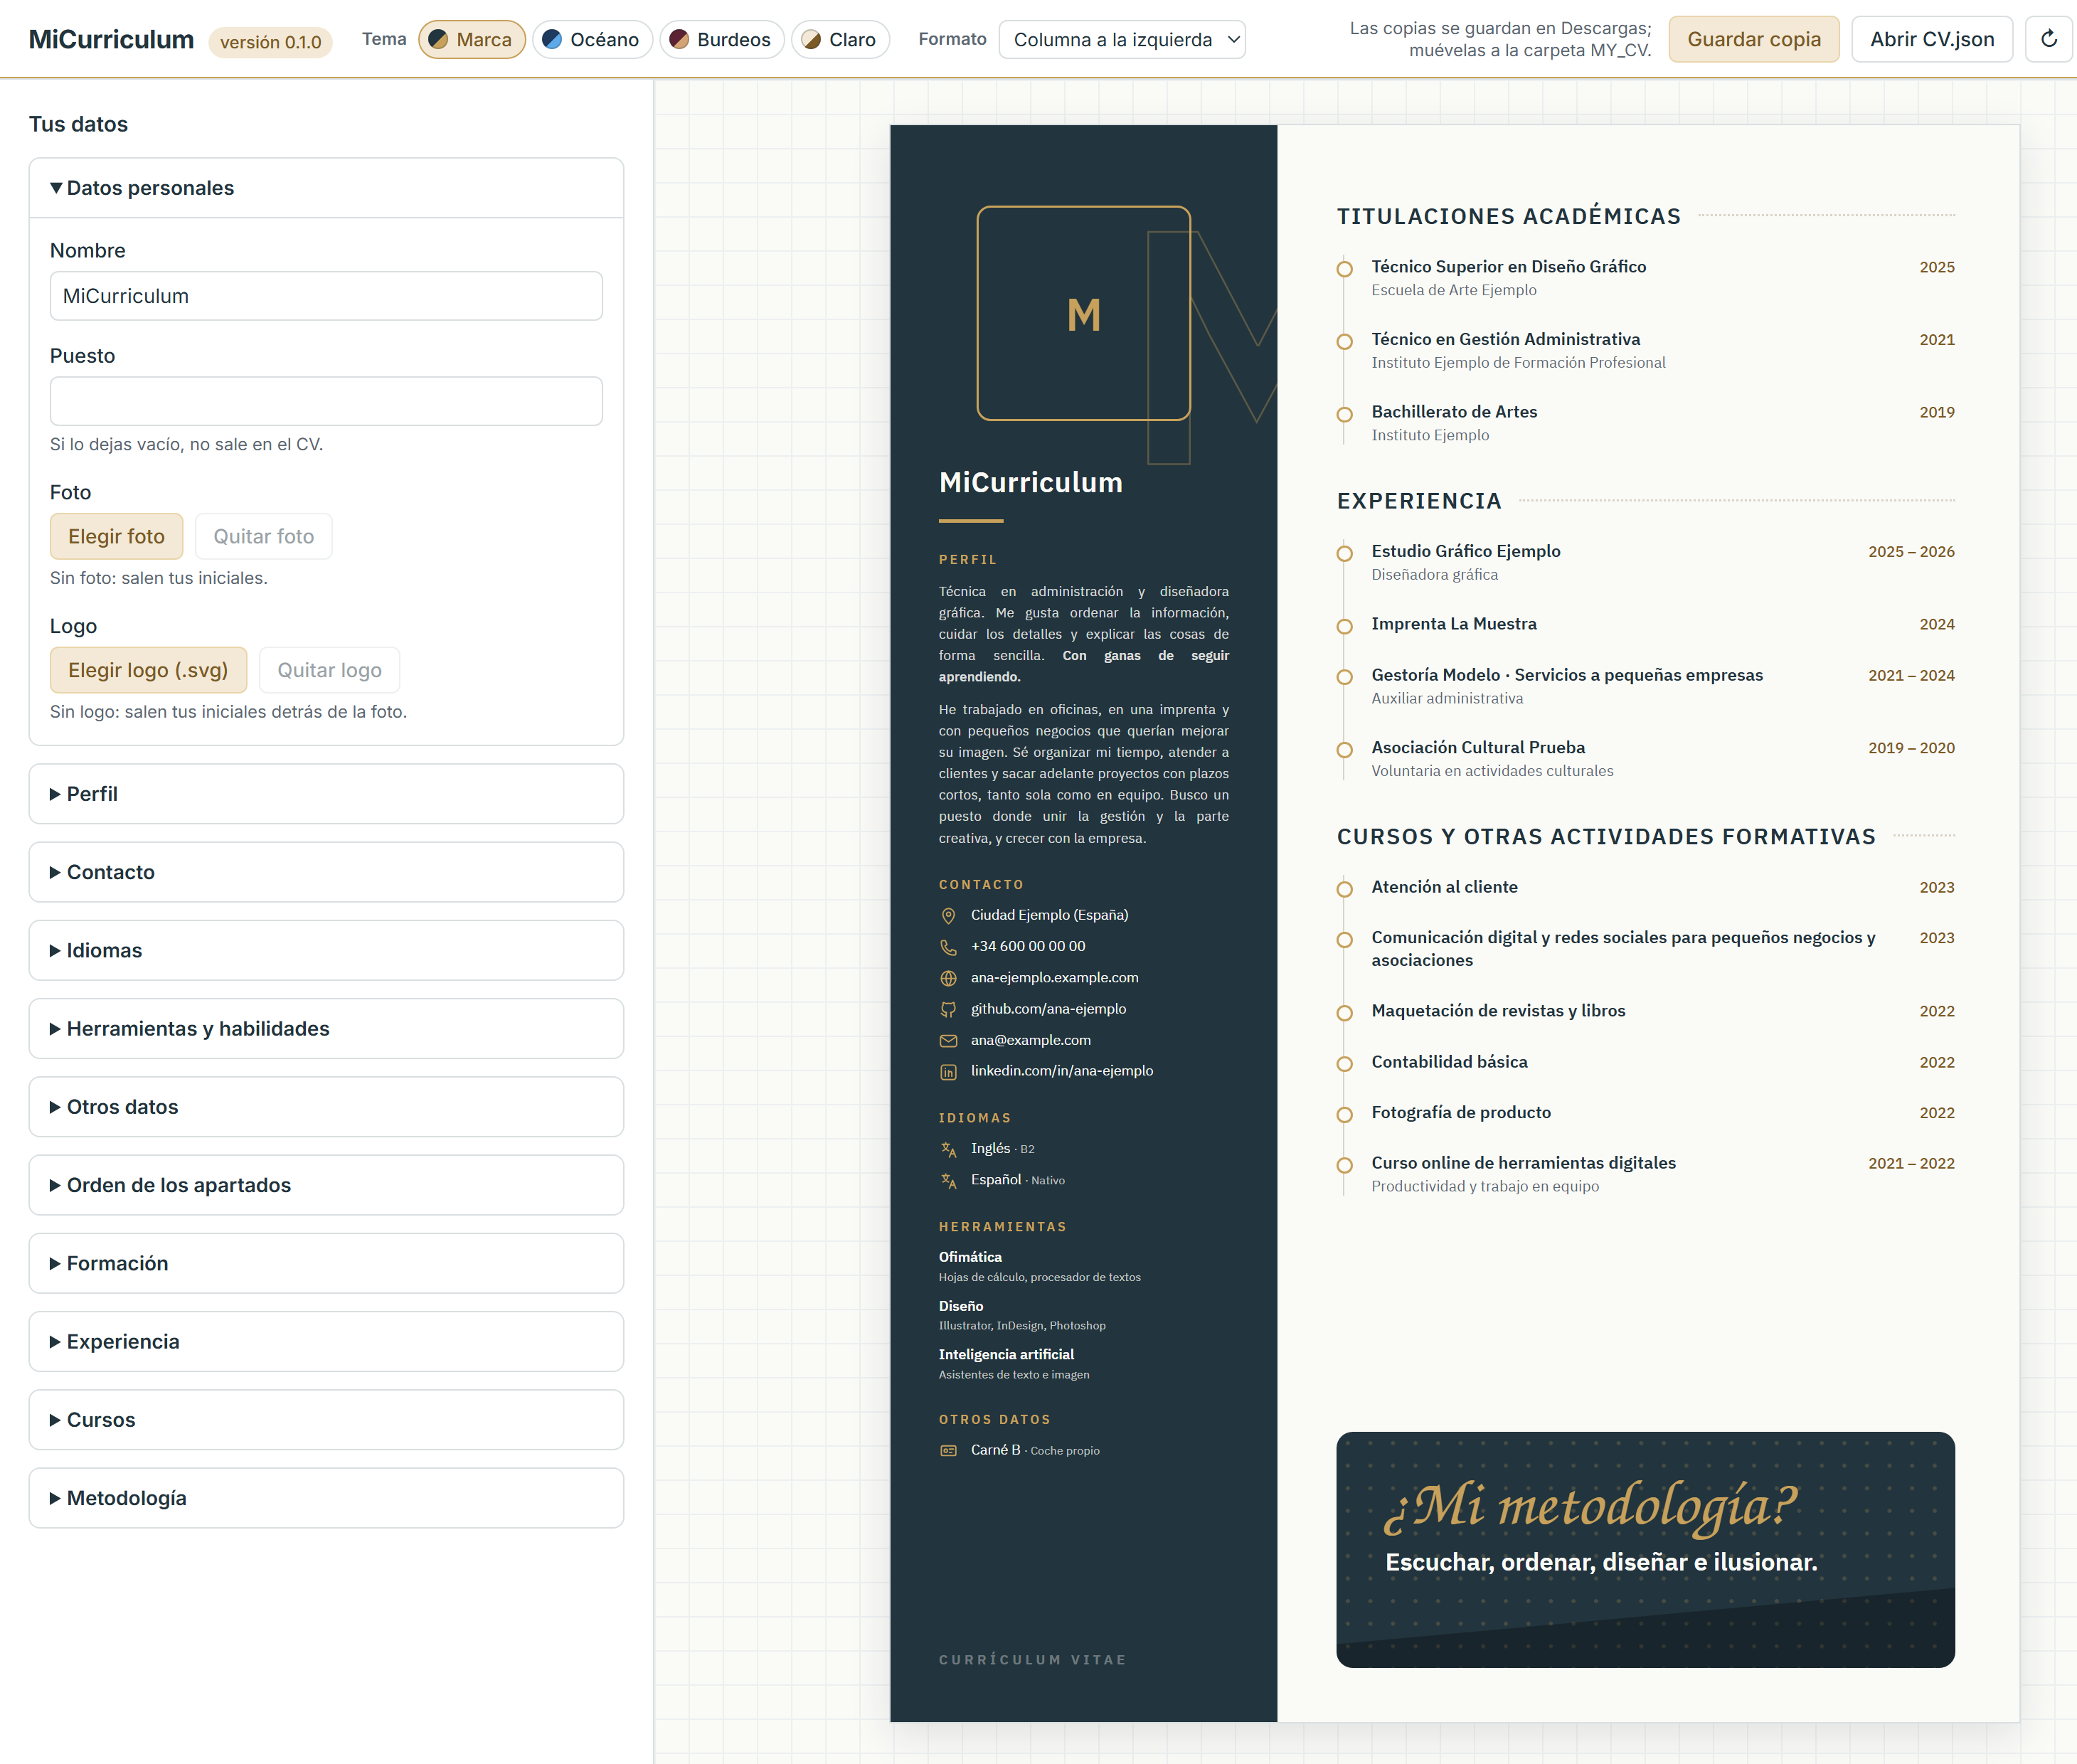 MiCurriculum
versión 0.1.0
Tema
Marca
Océano
Burdeos
Claro
Formato
Columna a la izquierda
Las copias se guardan en Descargas;
muévelas a la carpeta MY_CV.
Guardar copia
Abrir CV.json
Tus datos
Datos personales
Nombre
MiCurriculum
Puesto
Si lo dejas vacío, no sale en el CV.
Foto
Elegir foto
Quitar foto
Sin foto: salen tus iniciales.
Logo
Elegir logo (.svg)
Quitar logo
Sin logo: salen tus iniciales detrás de la foto.
Perfil
Contacto
Idiomas
Herramientas y habilidades
Otros datos
Orden de los apartados
Formación
Experiencia
Cursos
Metodología
M
M
MiCurriculum
PERFIL
Técnica en administración y diseñadora
gráfica. Me gusta ordenar la información,
cuidar los detalles y explicar las cosas de
forma sencilla. Con ganas de seguir
aprendiendo.
He trabajado en oficinas, en una imprenta y
con pequeños negocios que querían mejorar
su imagen. Sé organizar mi tiempo, atender a
clientes y sacar adelante proyectos con plazos
cortos, tanto sola como en equipo. Busco un
puesto donde unir la gestión y la parte
creativa, y crecer con la empresa.
CONTACTO
Ciudad Ejemplo (España)
+34 600 00 00 00
ana-ejemplo.example.com
github.com/ana-ejemplo
ana@example.com
linkedin.com/in/ana-ejemplo
IDIOMAS
Inglés · B2
Español · Nativo
HERRAMIENTAS
Ofimática
Hojas de cálculo, procesador de textos
Diseño
Illustrator, InDesign, Photoshop
Inteligencia artificial
Asistentes de texto e imagen
OTROS DATOS
Carné B · Coche propio
CURRÍCULUM VITAE
TITULACIONES ACADÉMICAS
Técnico Superior en Diseño Gráfico 2025
Escuela de Arte Ejemplo
Técnico en Gestión Administrativa 2021
Instituto Ejemplo de Formación Profesional
Bachillerato de Artes 2019
Instituto Ejemplo
EXPERIENCIA
Estudio Gráfico Ejemplo 2025 – 2026
Diseñadora gráfica
Imprenta La Muestra 2024
Gestoría Modelo · Servicios a pequeñas empresas 2021 – 2024
Auxiliar administrativa
Asociación Cultural Prueba 2019 – 2020
Voluntaria en actividades culturales
CURSOS Y OTRAS ACTIVIDADES FORMATIVAS
Atención al cliente 2023
Comunicación digital y redes sociales para pequeños negocios y 2023
asociaciones
Maquetación de revistas y libros 2022
Contabilidad básica 2022
Fotografía de producto 2022
Curso online de herramientas digitales 2021 – 2022
Productividad y trabajo en equipo
¿Mi metodología?
Escuchar, ordenar, diseñar e ilusionar.